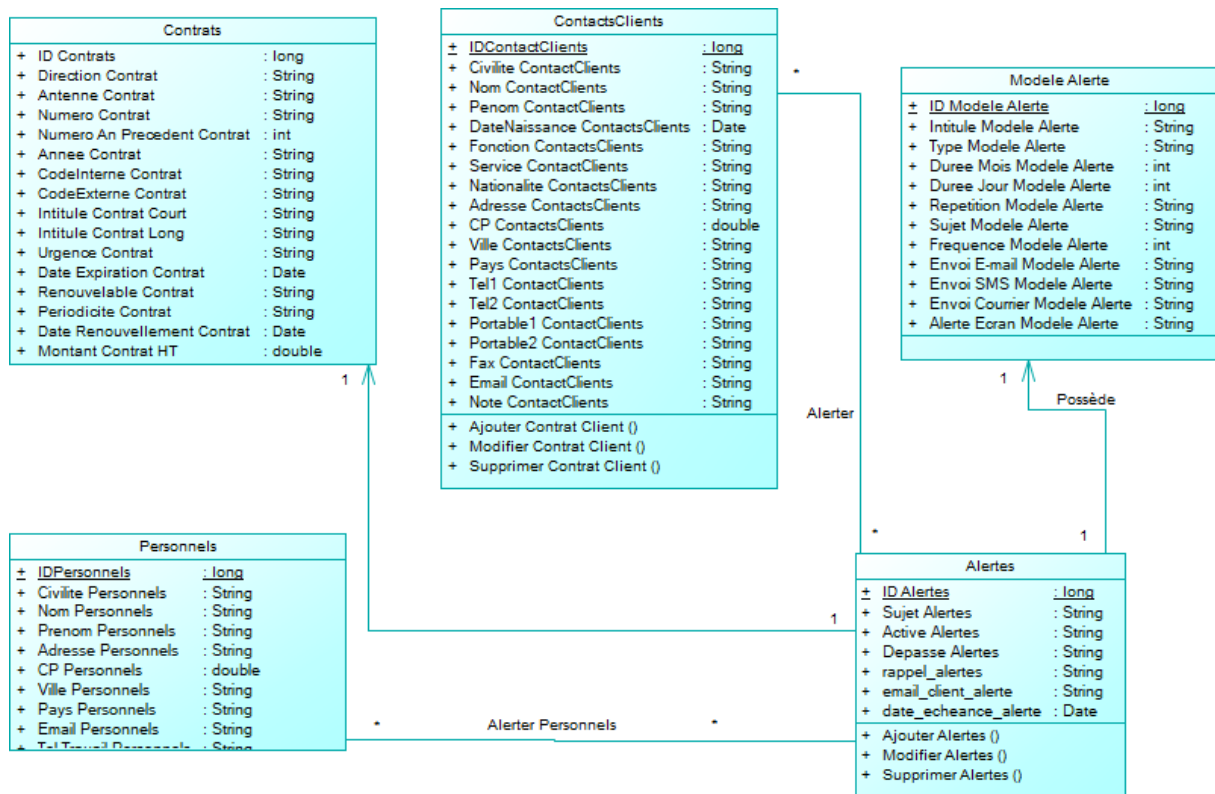 Contrats
+ ID Contrats : long
+ Direction Contrat : String
+ Antenne Contrat : String
+ Numero Contrat : String
+ Numero An Precedent Contrat : int
+ Annee Contrat : String
+ CodeInterne Contrat : String
+ CodeExterne Contrat : String
+ Intitule Contrat Court : String
+ Intitule Contrat Long : String
+ Urgence Contrat : String
+ Date Expiration Contrat : Date
+ Renouvelable Contrat : String
+ Periodicite Contrat : String
+ Date Renouvellement Contrat : Date
+ Montant Contrat HT : double
1
ContactsClients
+ IDContactClients : long
+ Civilite ContactClients : String
+ Nom ContactClients : String
+ Penom ContactClients : String
+ DateNaissance ContactsClients : Date
+ Fonction ContactsClients : String
+ Service ContactClients : String
+ Nationalite ContactsClients : String
+ Adresse ContactsClients : String
+ CP ContactsClients : double
+ Ville ContactsClients : String
+ Pays ContactsClients : String
+ Tel1 ContactClients : String
+ Tel2 ContactClients : String
+ Portable1 ContactClients : String
+ Portable2 ContactClients : String
+ Fax ContactClients : String
+ Email ContactClients : String
+ Note ContactClients : String
+ Ajouter Contrat Client ()
+ Modifier Contrat Client ()
+ Supprimer Contrat Client ()
*
Alerter
*
Modele Alerte
+ ID Modele Alerte : long
+ Intitule Modele Alerte : String
+ Type Modele Alerte : String
+ Duree Mois Modele Alerte : int
+ Duree Jour Modele Alerte : int
+ Repetition Modele Alerte : String
+ Sujet Modele Alerte : String
+ Frequence Modele Alerte : int
+ Envoi E-mail Modele Alerte : String
+ Envoi SMS Modele Alerte : String
+ Envoi Courrier Modele Alerte : String
+ Alerte Ecran Modele Alerte : String
1
Possède
1
Personnels
+ IDPersonnels : long
+ Civilite Personnels : String
+ Nom Personnels : String
+ Prenom Personnels : String
+ Adresse Personnels : String
+ CP Personnels : double
+ Ville Personnels : String
+ Pays Personnels : String
+ Email Personnels : String
+ Tel Travail Personnels : String
*
Alerter Personnels
*
1
Alertes
+ ID Alertes : long
+ Sujet Alertes : String
+ Active Alertes : String
+ Depasse Alertes : String
+ rappel_alertes : String
+ email_client_alerte : String
+ date_echeance_alerte : Date
+ Ajouter Alertes ()
+ Modifier Alertes ()
+ Supprimer Alertes ()